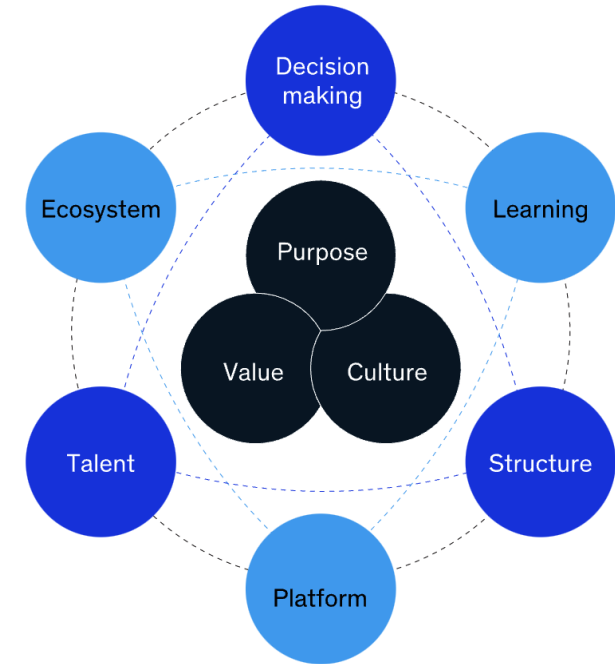 Decision
making
Ecosystem
Learning
Purpose
Value
Culture
Talent
Structure
Platform